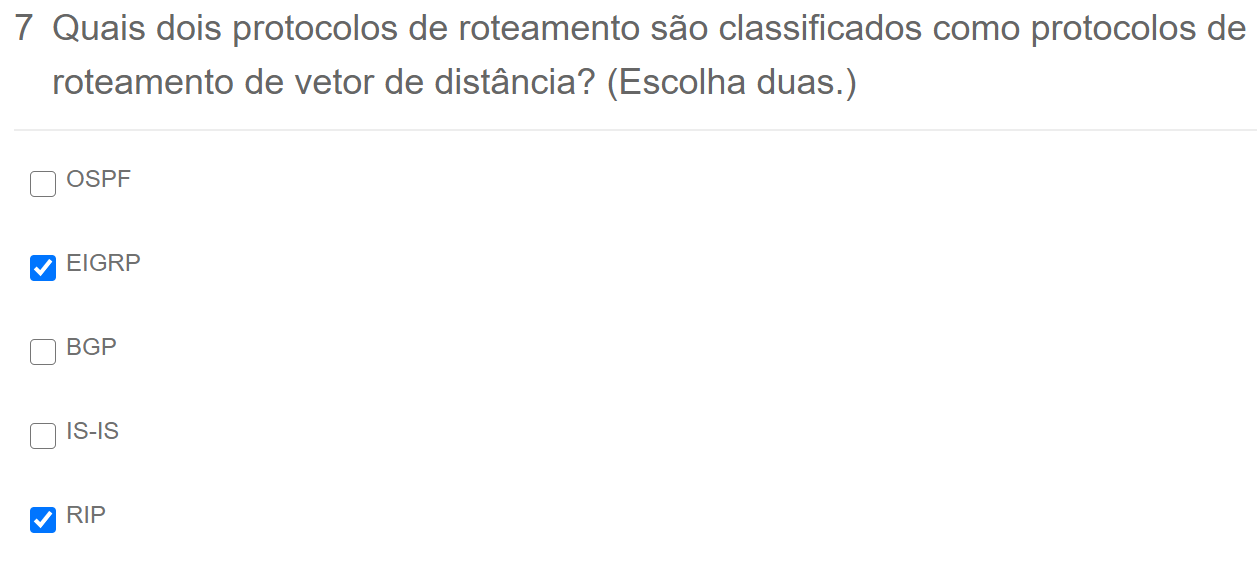 7 Quais dois protocolos de roteamento são classificados como protocolos de
roteamento de vetor de distância? (Escolha duas.)
OSPF
EIGRP
BGP
IS-IS
RIP